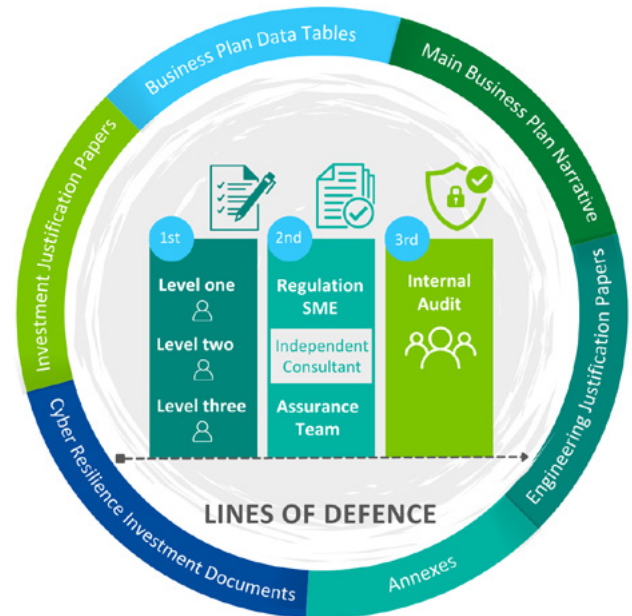 Business Plan Data Tables
Main Business Plan Narrative
Engineering Justification Papers
Annexes
Cyber Resilience Investment Documents
Investment Justification Papers
1st
Level one
Level two
Level three
2nd
Regulation
SME
Independent
Consultant
Assurance
Team
3rd
Internal
Audit
LINES OF DEFENCE